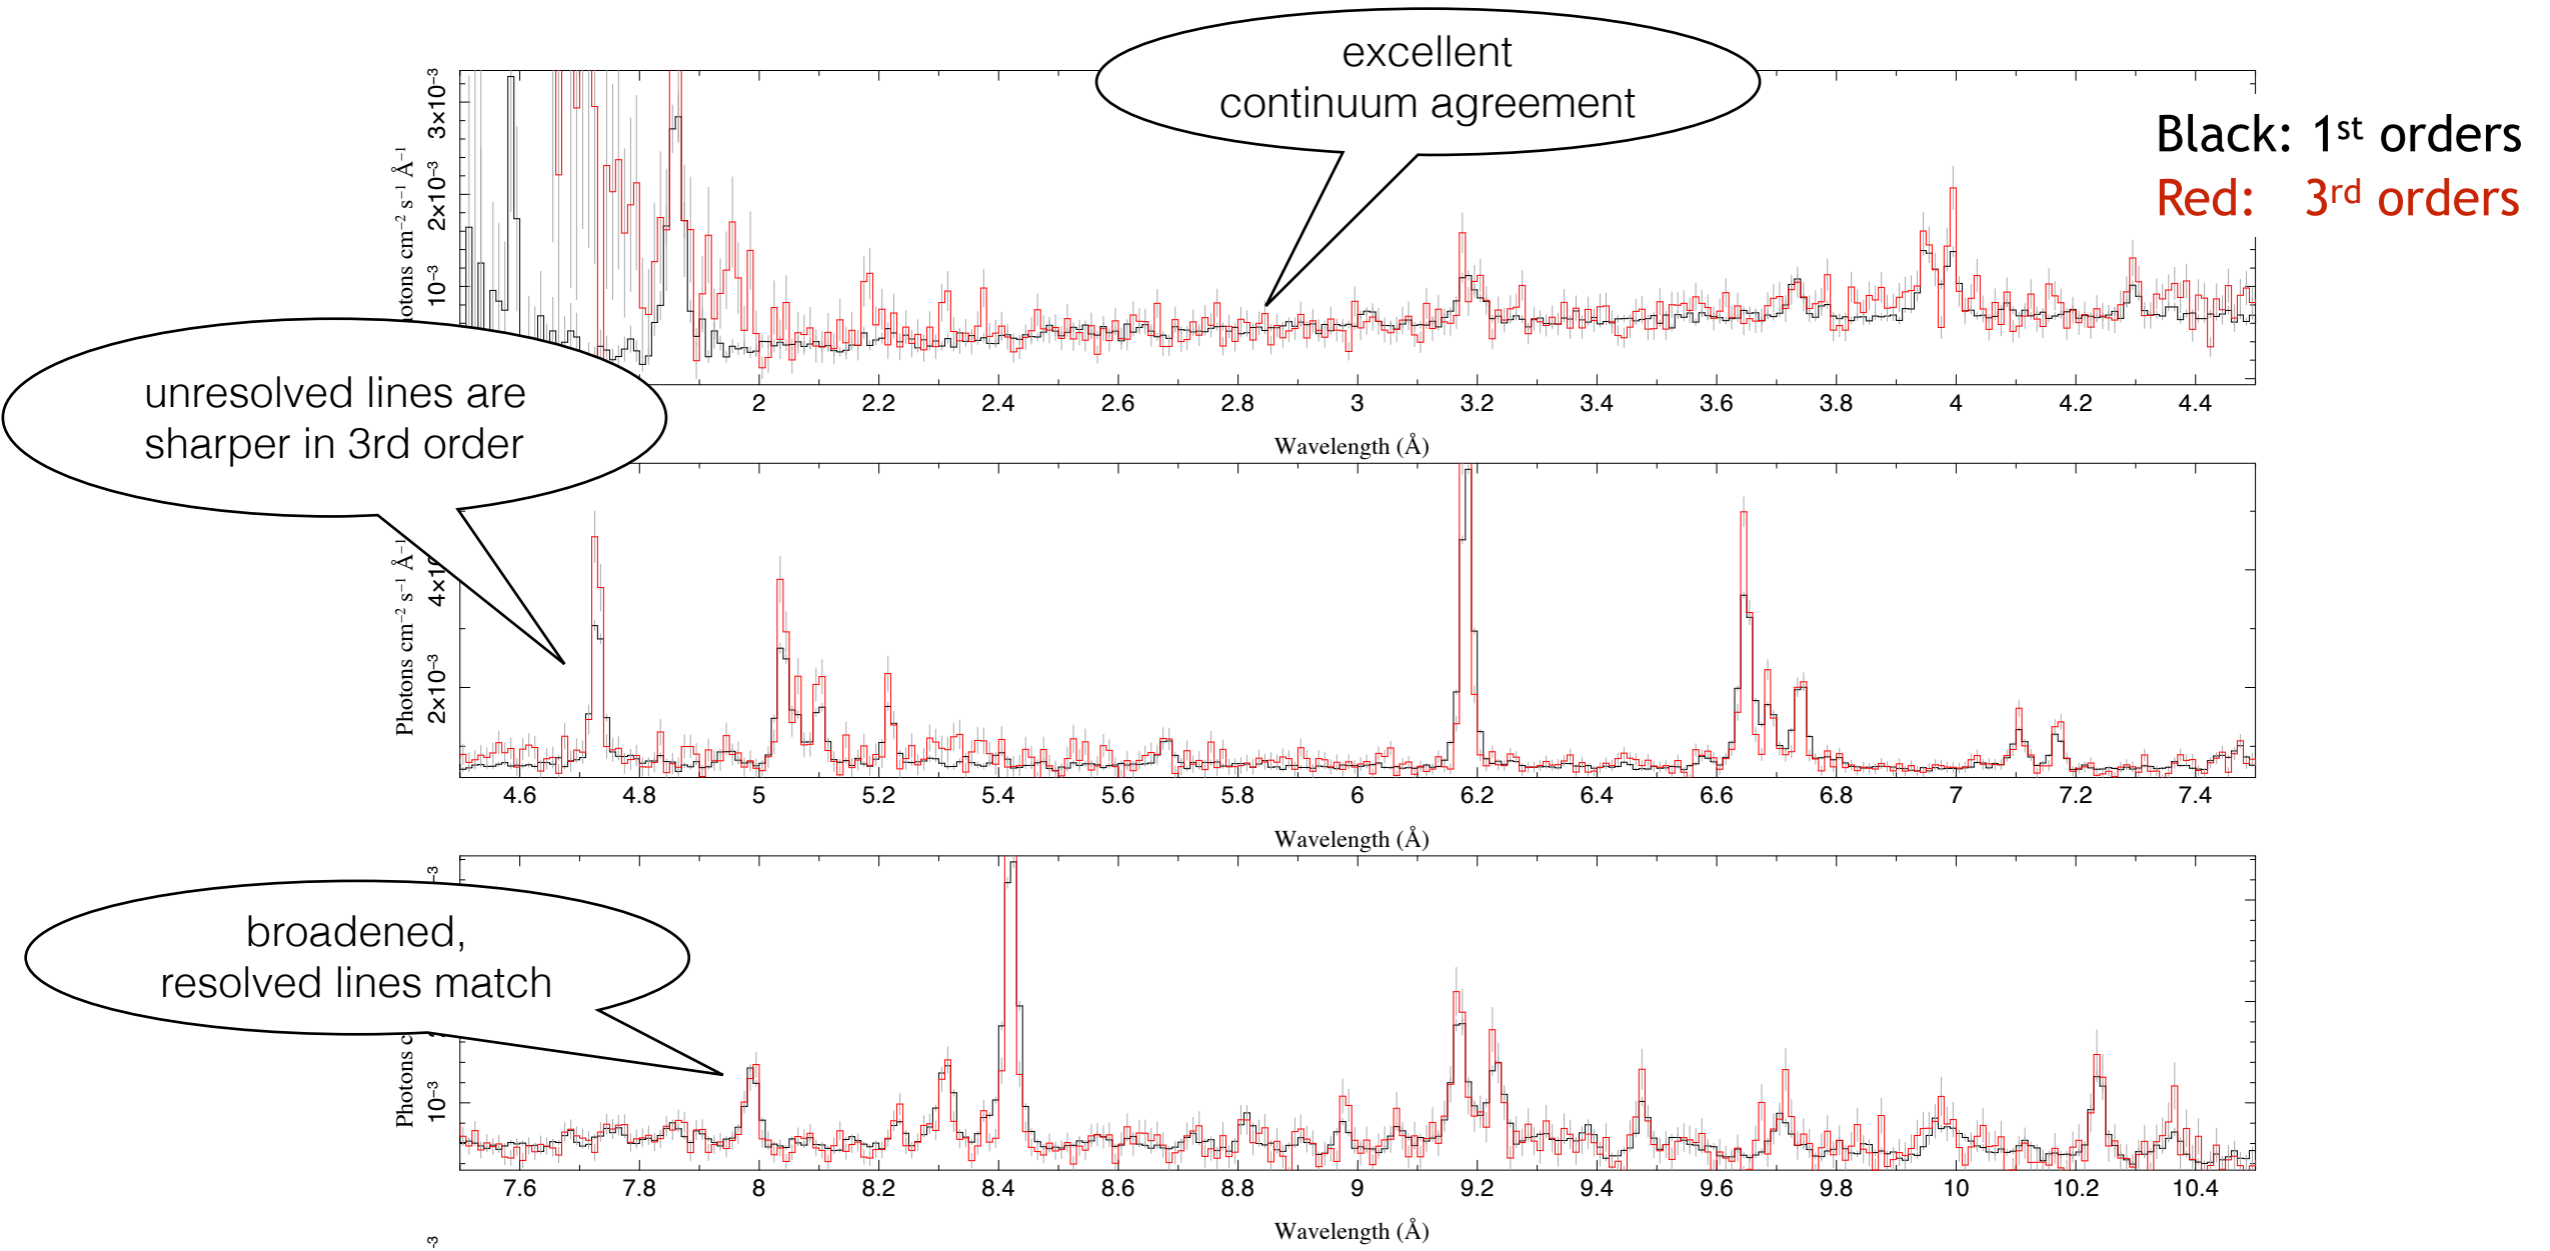 excellent
continuum agreement
Black: 1st orders
Red: 3rd orders
3×10⁻³
2×10⁻³
10⁻³
otons cm⁻² s⁻¹ Å⁻¹
2 2.2 2.4 2.6 2.8 3 3.2 3.4 3.6 3.8 4 4.2 4.4
Wavelength (Å)
unresolved lines are
sharper in 3rd order
2×10⁻³
Photons cm⁻² s⁻¹ Å⁻¹
4.6 4.8 5 5.2 5.4 5.6 5.8 6 6.2 6.4 6.6 6.8 7 7.2 7.4
Wavelength (Å)
broadened,
resolved lines match
10⁻³
Photons c
7.6 7.8 8 8.2 8.4 8.6 8.8 9 9.2 9.4 9.6 9.8 10 10.2 10.4
Wavelength (Å)